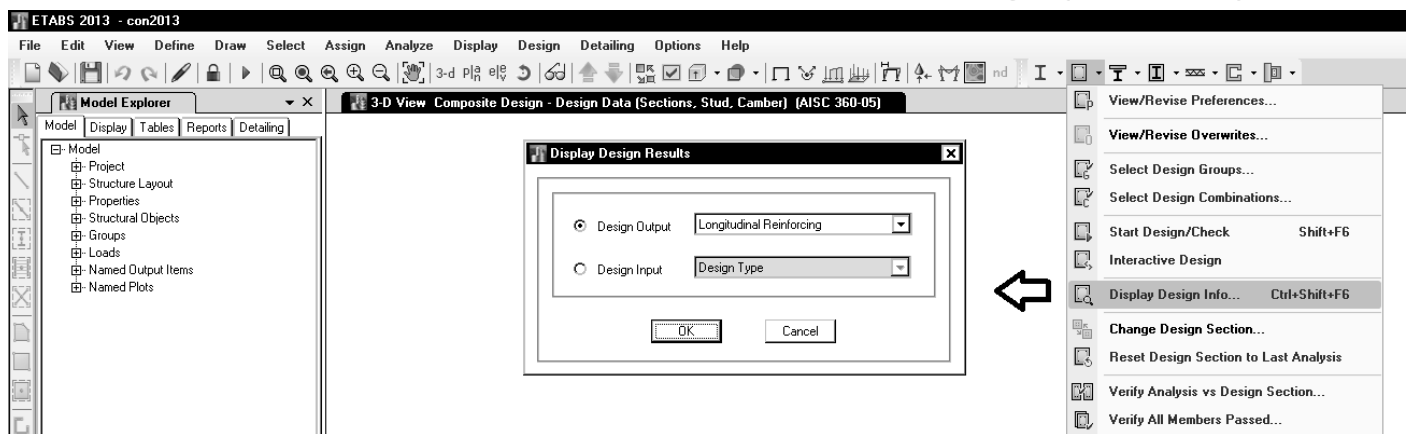 ETABS 2013 - con2013
File Edit View Define Draw Select Assign Analyze Display Design Detailing Options Help
3-d nd
Model Explorer
Model Display Tables Reports Detailing
Model
Project
Structure Layout
Properties
Structural Objects
Groups
Loads
Named Output Items
Named Plots
3-D View Composite Design - Design Data (Sections, Stud, Camber) (AISC 360-05)
Display Design Results
Design Output Longitudinal Reinforcing
Design Input Design Type
OK Cancel
View/Revise Preferences...
View/Revise Overwrites...
Select Design Groups...
Select Design Combinations...
Start Design/Check Shift+F6
Interactive Design
Display Design Info... Ctrl+Shift+F6
Change Design Section...
Reset Design Section to Last Analysis
Verify Analysis vs Design Section...
Verify All Members Passed...